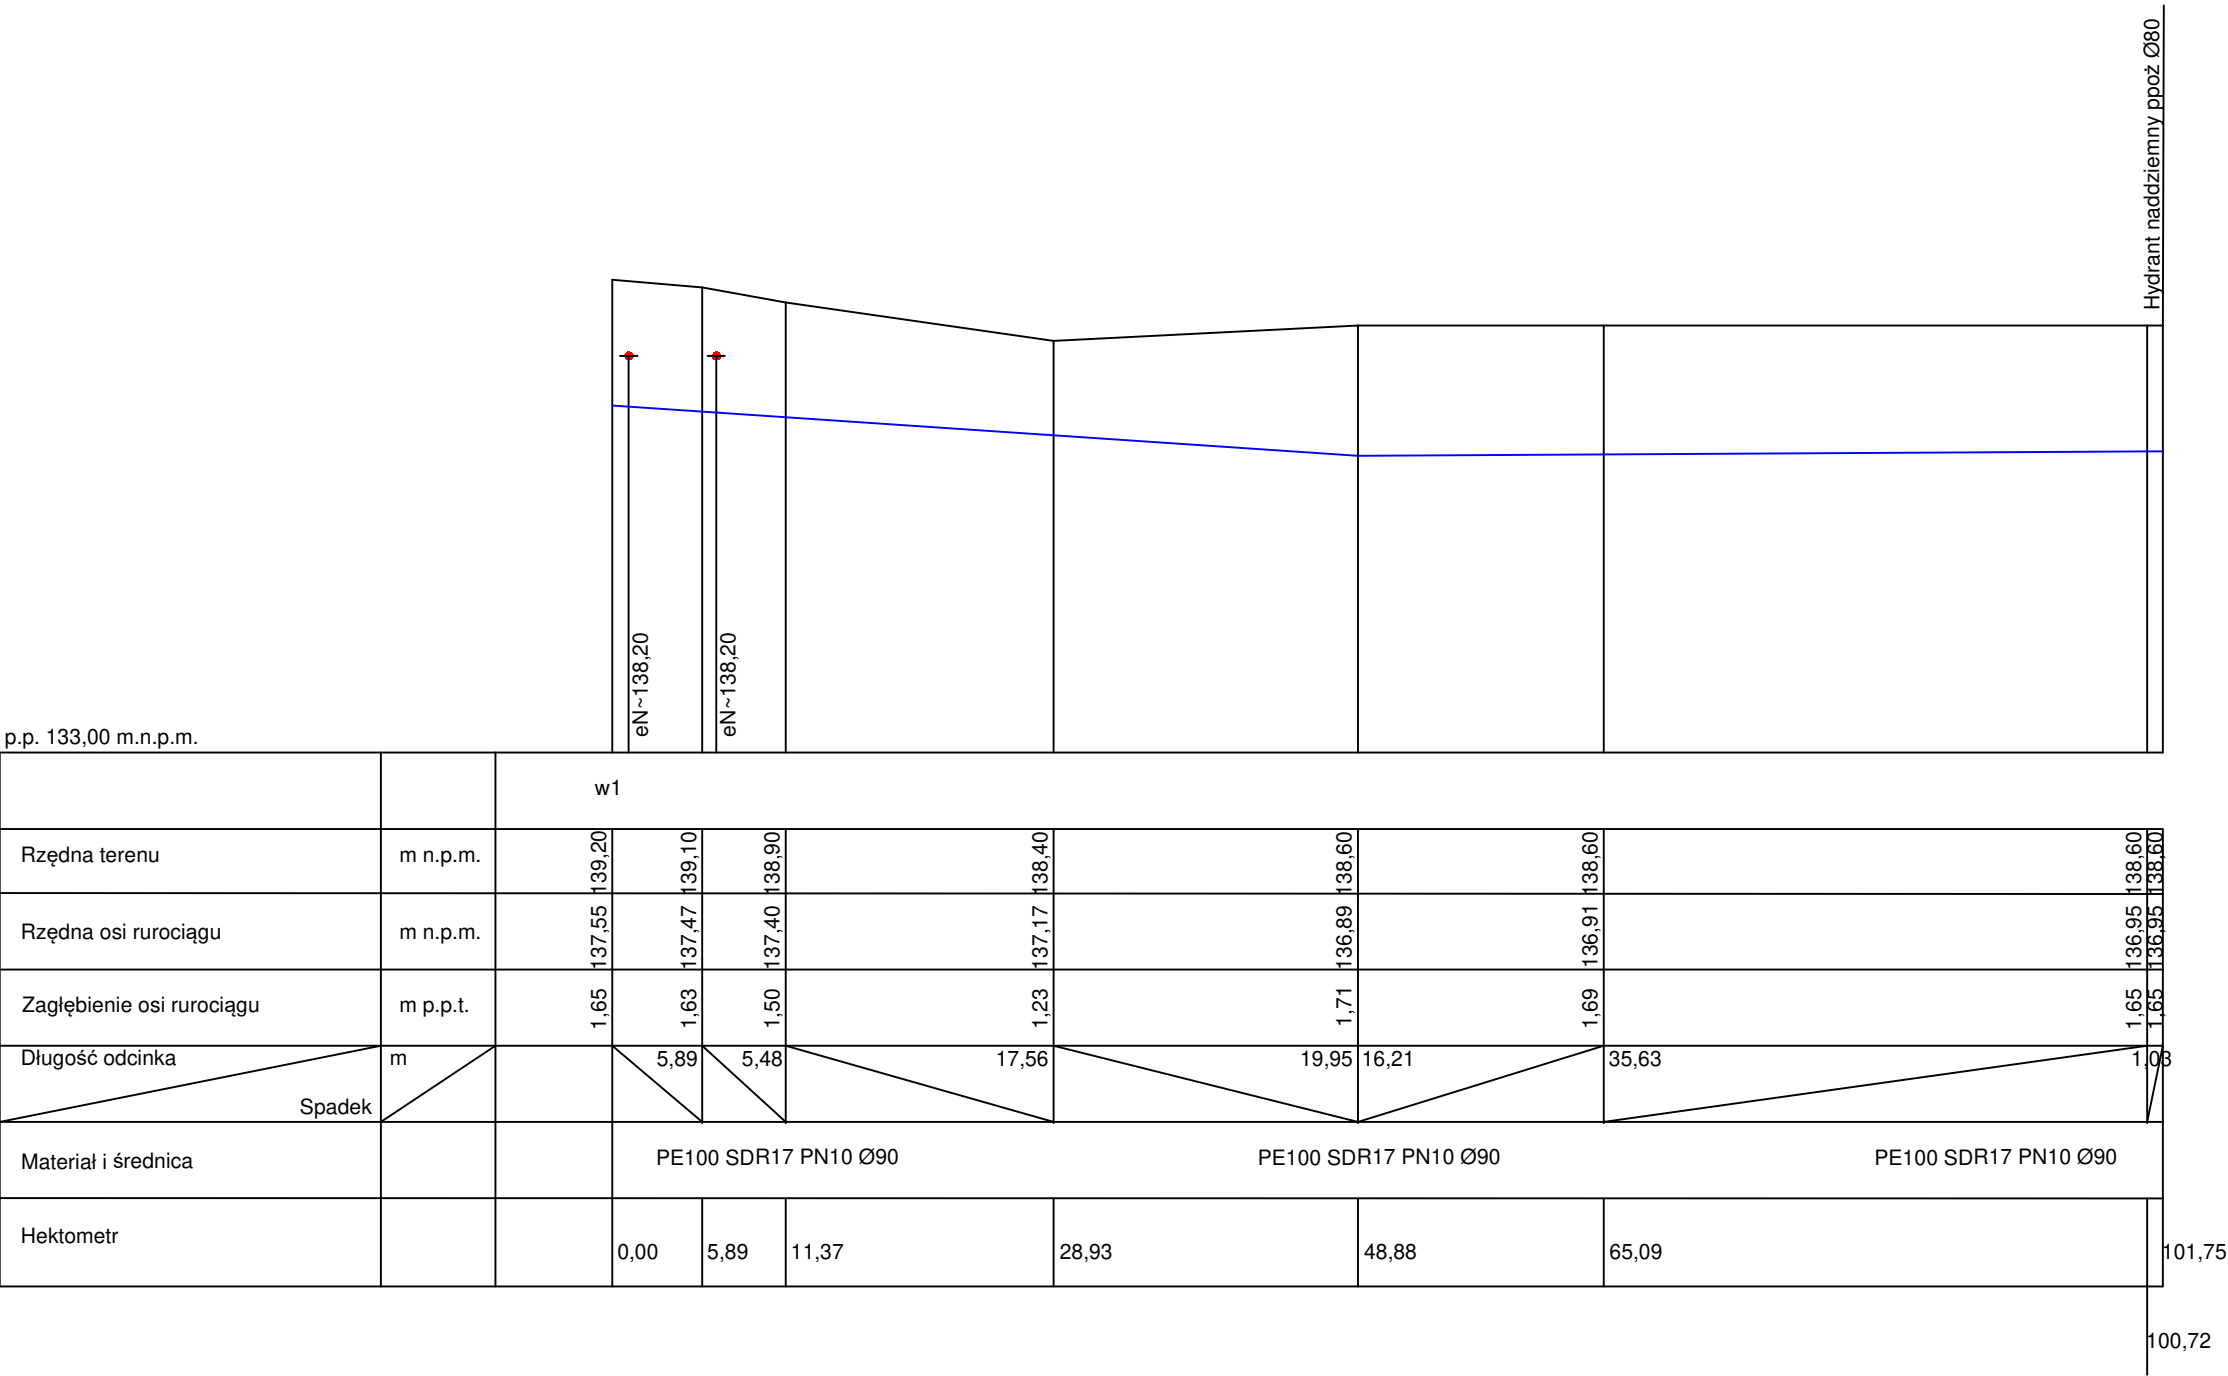 Hydrant naddziemny ppoż Ø80
eN~138,20
eN~138,20
p.p. 133,00 m.n.p.m.
w1
Rzędna terenu m n.p.m. 139,20 139,10 138,90 138,40 138,60 138,60 138,60 138,60
Rzędna osi rurociągu m n.p.m. 137,55 137,47 137,40 137,17 136,89 136,91 136,95 136,95
Zagłębienie osi rurociągu m p.p.t. 1,65 1,63 1,50 1,23 1,71 1,69 1,65 1,65
Długość odcinka m 5,89 5,48 17,56 19,95 16,21 35,63 1,03
Spadek
Materiał i średnica PE100 SDR17 PN10 Ø90 PE100 SDR17 PN10 Ø90 PE100 SDR17 PN10 Ø90
Hektometr 0,00 5,89 11,37 28,93 48,88 65,09 101,75
100,72